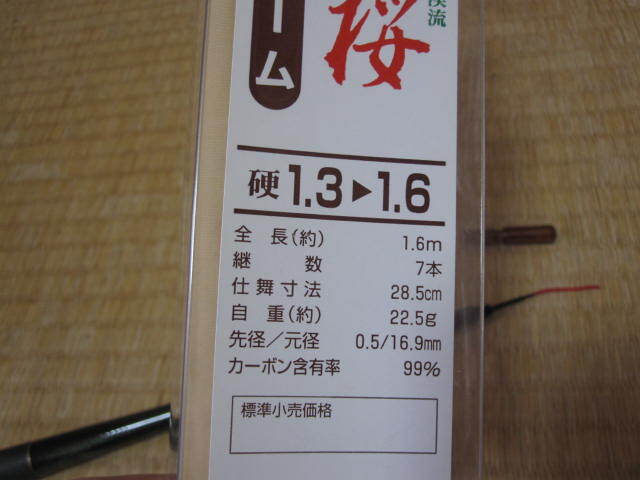 渓流
桜
ーム
硬 1.3▶1.6
全長(約) 1.6m
継数 7本
仕舞寸法 28.5cm
自重(約) 22.5g
先径/元径 0.5/16.9mm
カーボン含有率 99%
標準小売価格